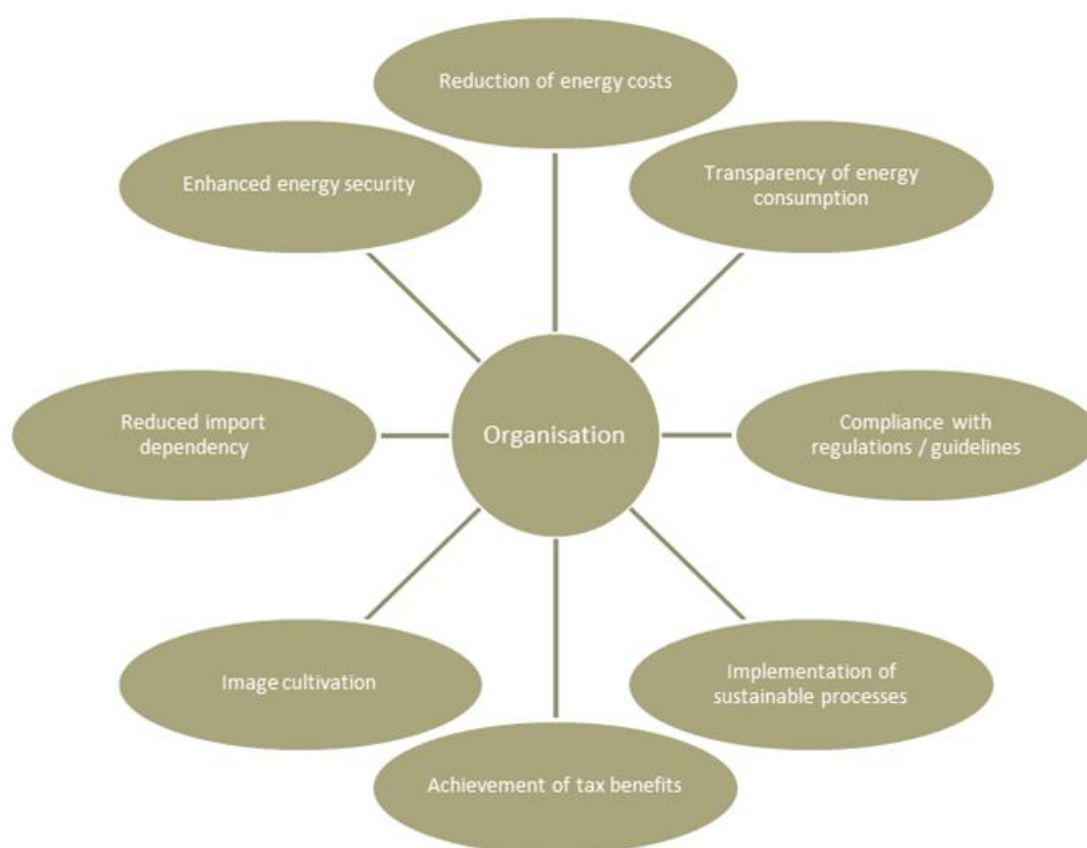 Reduction of energy costs
Enhanced energy security
Transparency of energy
consumption
Reduced import
dependency
Organisation
Compliance with
regulations / guidelines
Image cultivation
Implementation of
sustainable processes
Achievement of tax benefits